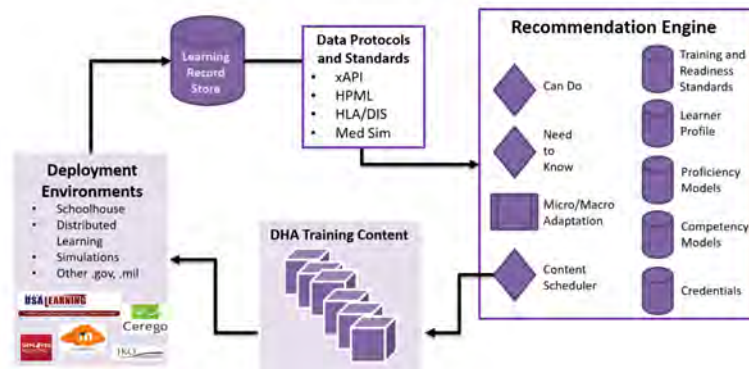 Learning
Record
Store
Data Protocols
and Standards
• xAPI
• HPML
• HLA/DIS
• Med Sim
Recommendation Engine
Can Do
Need
to
Know
Micro/Macro
Adaptation
Content
Scheduler
Training and
Readiness
Standards
Learner
Profile
Proficiency
Models
Competency
Models
Credentials
Deployment
Environments
• Schoolhouse
• Distributed
Learning
• Simulations
• Other .gov, .mil
USALEARNING
Cerego
JKO
DHA Training Content